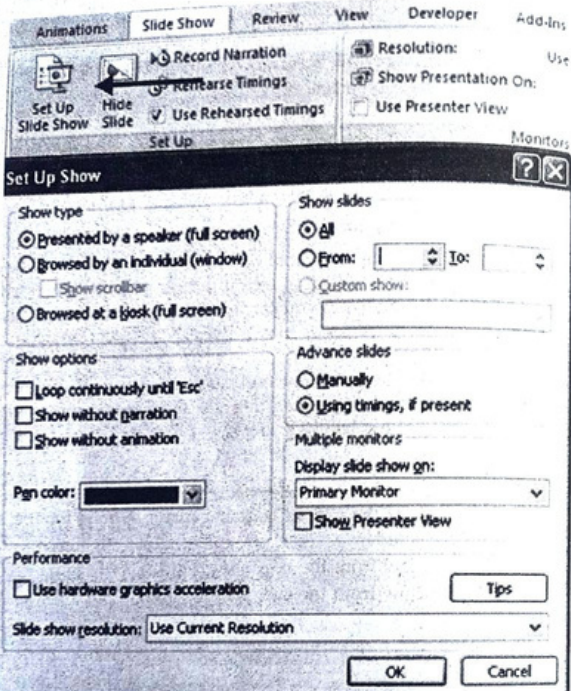 Animations Slide Show Review View Developer Add-Ins
Set Up
Slide Show
Hide
Slide
Record Narration
Rehearse Timings
Use Rehearsed Timings
Set Up
Resolution: Use
Show Presentation On:
Use Presenter View
Monitors
Set Up Show
Show type
Presented by a speaker (full screen)
Browsed by an individual (window)
Show scrollbar
Browsed at a kiosk (full screen)
Show slides
All
From: To:
Custom show:
Show options
Loop continuously until 'Esc'
Show without narration
Show without animation
Pen color:
Advance slides
Manually
Using timings, if present
Multiple monitors
Display slide show on:
Primary Monitor
Show Presenter View
Performance
Use hardware graphics acceleration
Tips
Slide show resolution: Use Current Resolution
OK Cancel